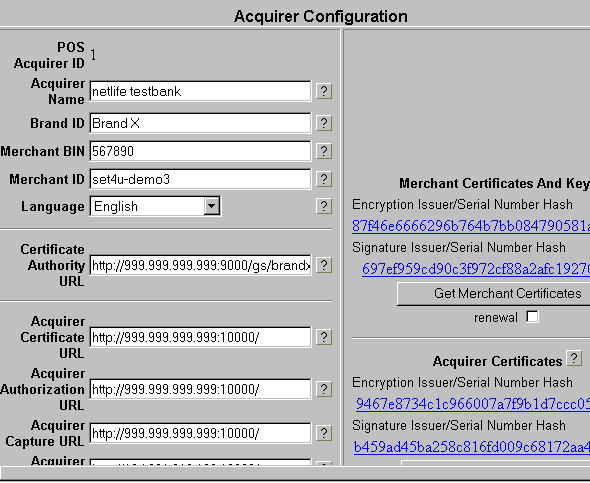 Acquirer Configuration
POS
Acquirer ID 1
Acquirer
Name netlife testbank ?
Brand ID Brand X ?
Merchant BIN 567890 ?
Merchant ID set4u-demo3 ?
Language English ?
Certificate
Authority
URL http://999.999.999.999:9000/gs/brandx ?
Acquirer
Certificate
URL http://999.999.999.999:10000/ ?
Acquirer
Authorization
URL http://999.999.999.999:10000/ ?
Acquirer
Capture URL http://999.999.999.999:10000/ ?
Acquirer
Merchant Certificates And Key
Encryption Issuer/Serial Number Hash
87f46e6666296b764b7bb084790581a
Signature Issuer/Serial Number Hash
697ef959cd90c3f972cf88a2afc19270
Get Merchant Certificates
renewal
Acquirer Certificates ?
Encryption Issuer/Serial Number Hash
9467e8734c1c966007a7f9b1d7ccc05
Signature Issuer/Serial Number Hash
b459ad45ba258c816fd009c68172aa4